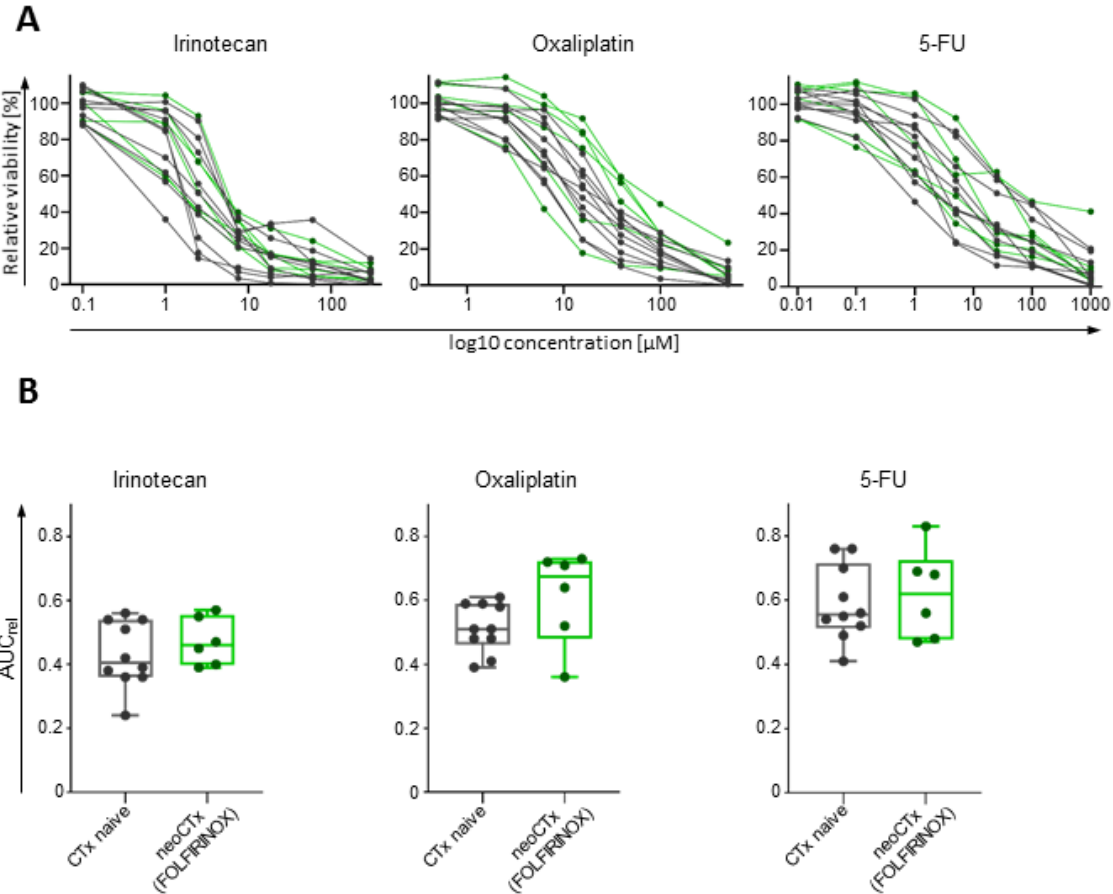 A
Irinotecan
Oxaliplatin
5-FU
Relative viability [%]
100
80
60
40
20
0
0.1
1
10
100
100
80
60
40
20
0
1
10
100
100
80
60
40
20
0
0.01
0.1
1
10
100
1000
log10 concentration [µM]
B
Irinotecan
Oxaliplatin
5-FU
AUCrel
0.8
0.6
0.4
0.2
0
CTx naive
neoCTx
(FOLFIRINOX)
0.8
0.6
0.4
0.2
0
CTx naive
neoCTx
(FOLFIRINOX)
0.8
0.6
0.4
0.2
0
CTx naive
neoCTx
(FOLFIRINOX)